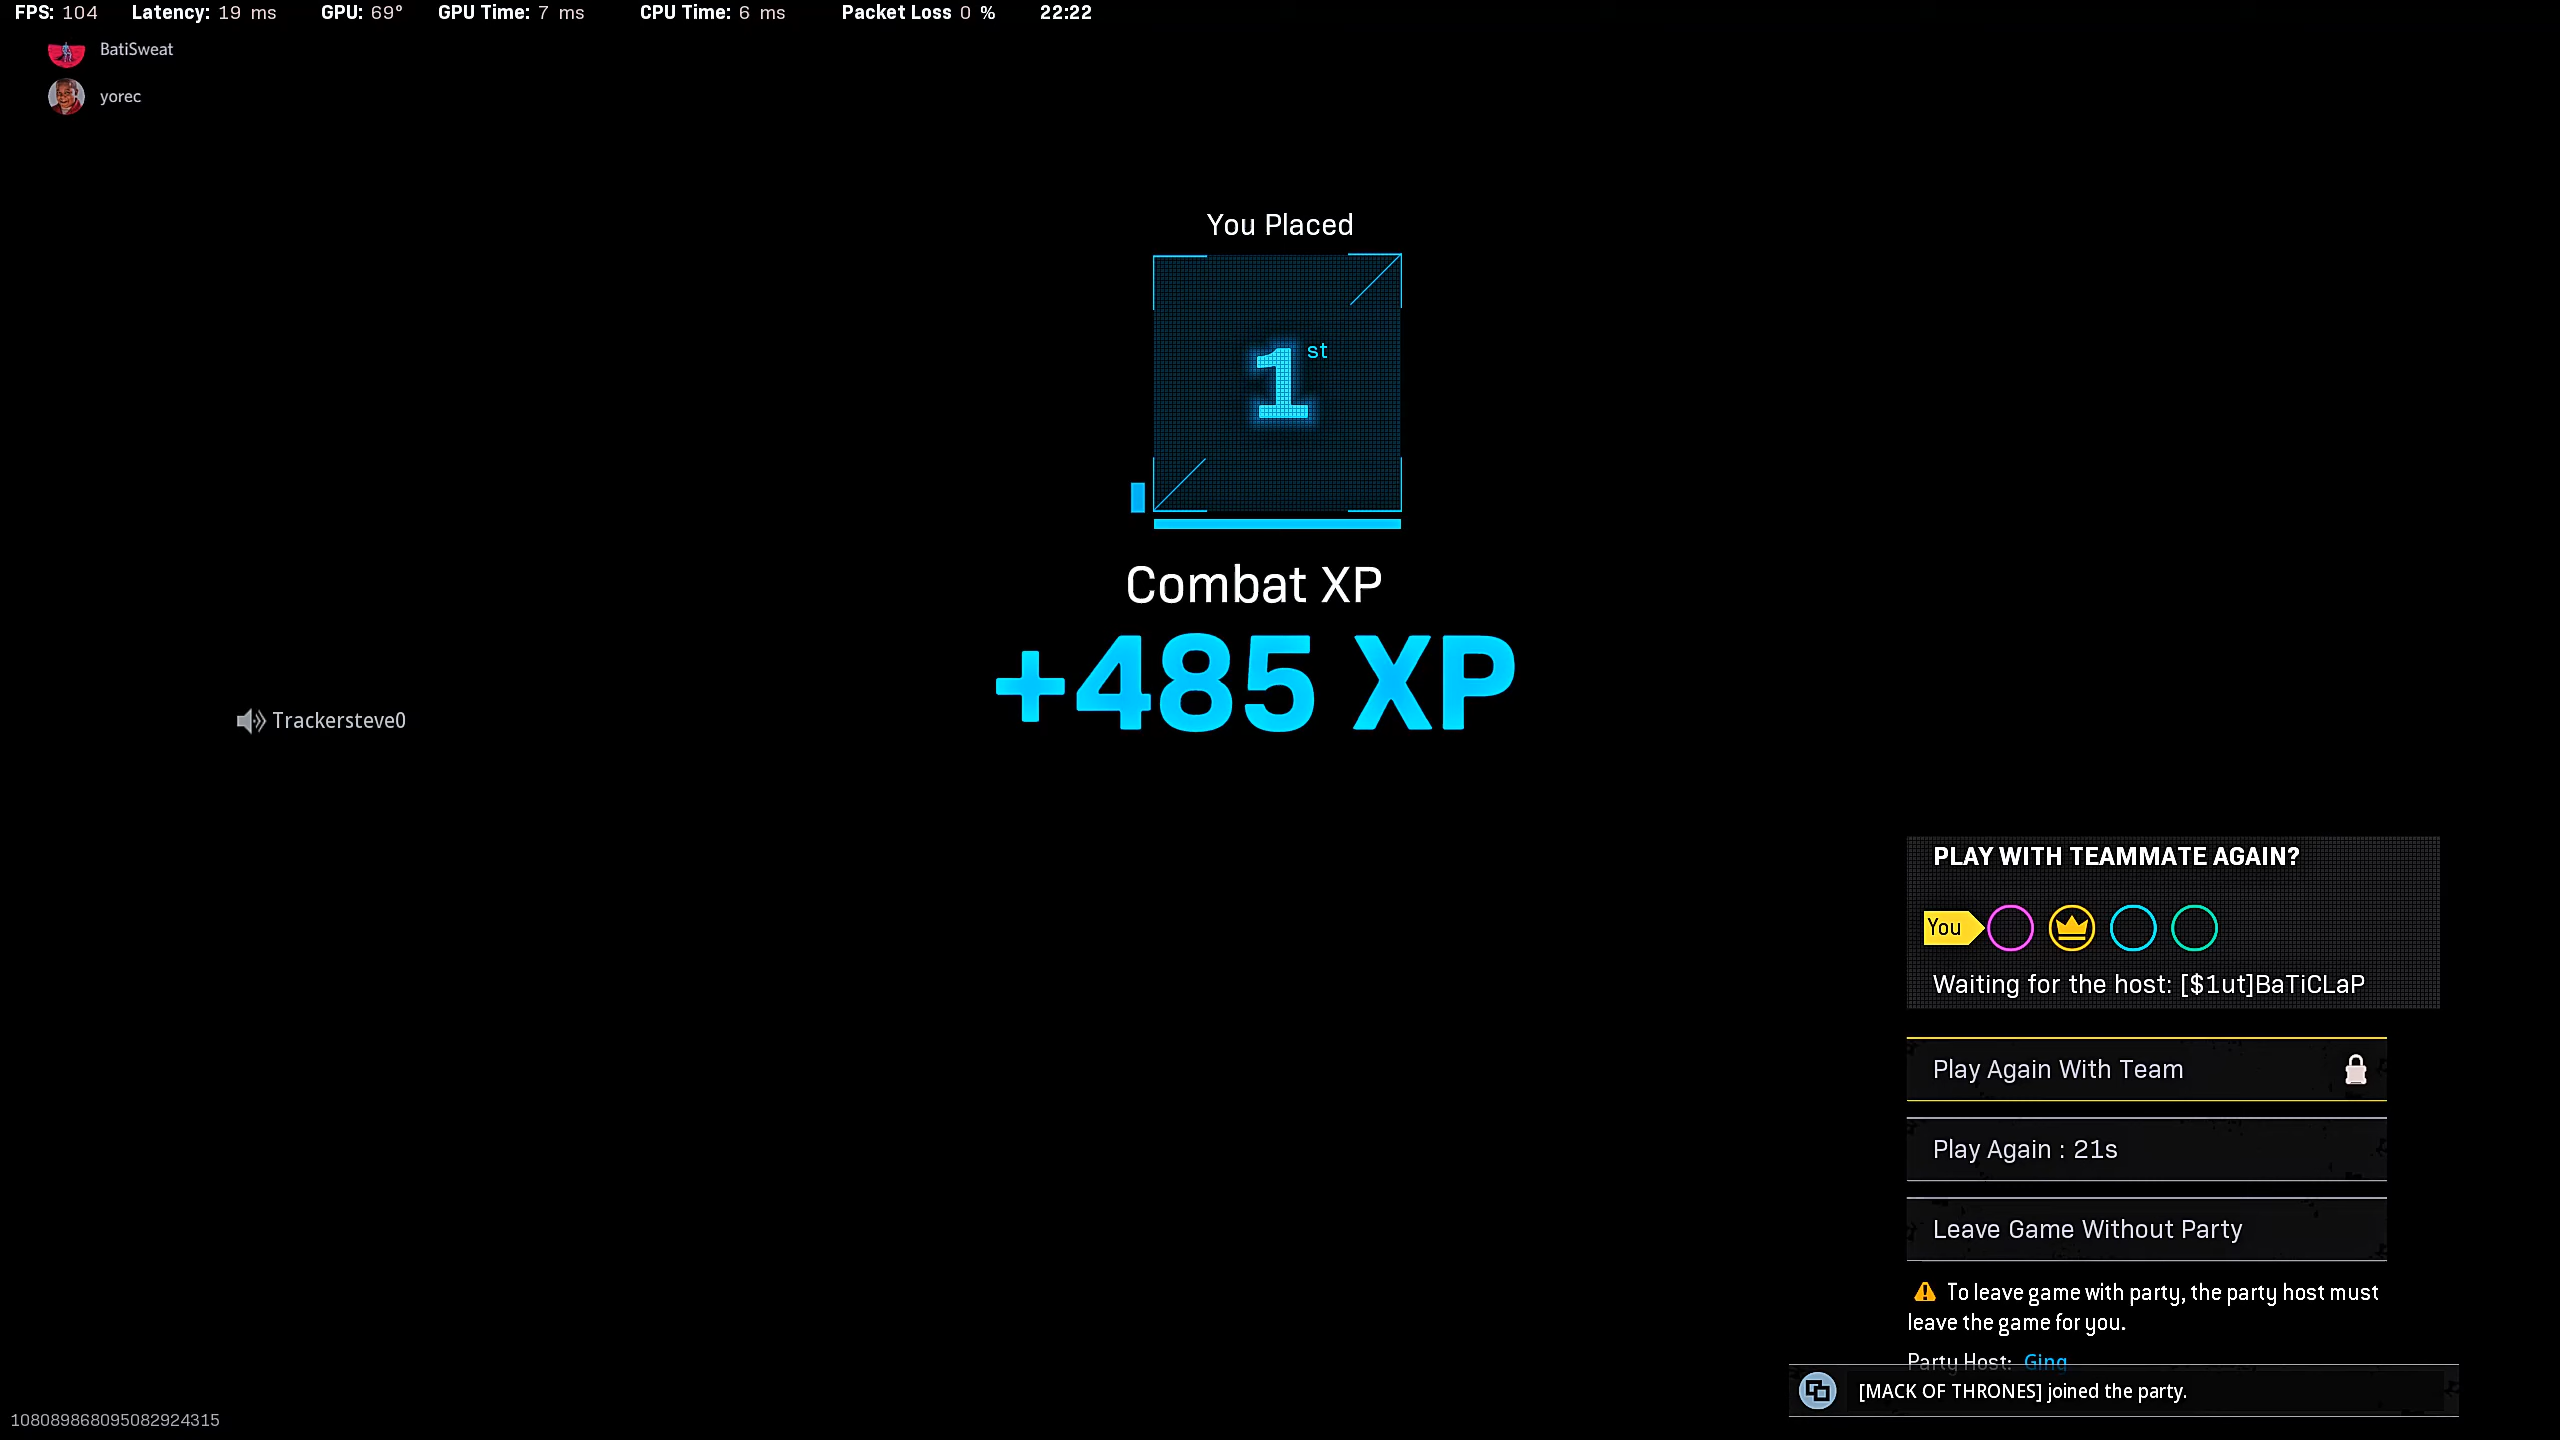 FPS: 104 Latency: 19 ms GPU: 69° GPU Time: 7 ms CPU Time: 6 ms Packet Loss 0 % 22:22
BatiSweat
yorec
You Placed
1st
Combat XP
+485 XP
Trackersteve0
PLAY WITH TEAMMATE AGAIN?
You
Waiting for the host: [$1ut]BaTiCLaP
Play Again With Team
Play Again : 21s
Leave Game Without Party
To leave game with party, the party host must
leave the game for you.
Party Host: Ging
[MACK OF THRONES] joined the party.
108089868095082924315